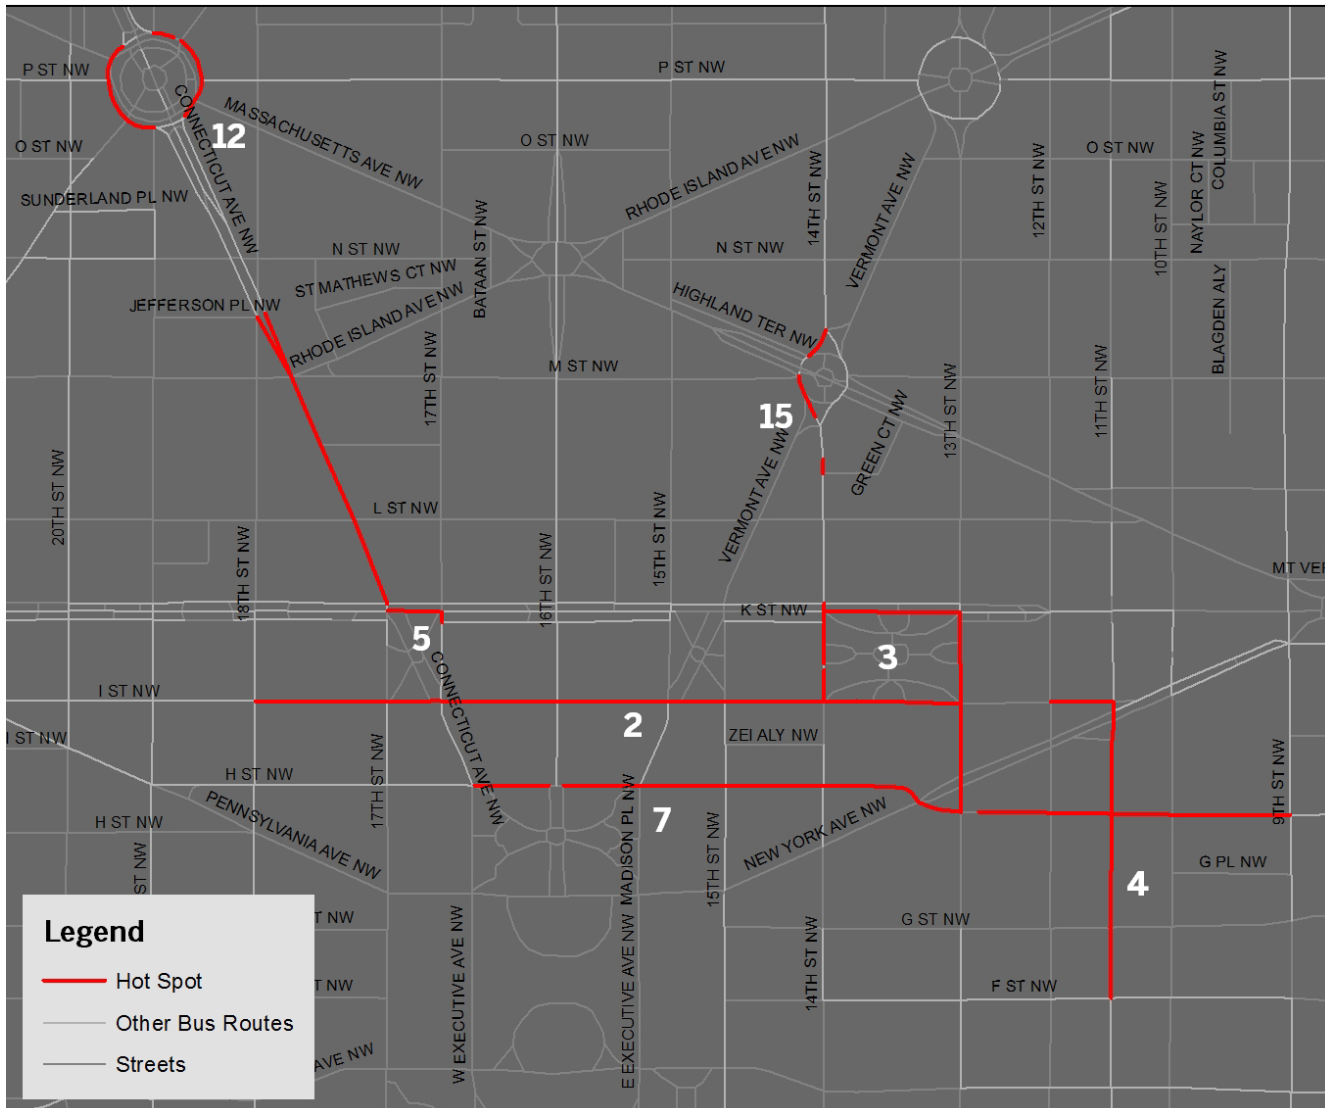 P ST NW
P ST NW
CONNECTICUT AVE NW
MASSACHUSETTS AVE NW
12
O ST NW
O ST NW
O ST NW
RHODE ISLAND AVE NW
14TH ST NW
VERMONT AVE NW
12TH ST NW
10TH ST NW
NAYLOR CT NW
COLUMBIA ST NW
SUNDERLAND PL NW
N ST NW
N ST NW
BATAAN ST NW
ST MATHEWS CT NW
JEFFERSON PL NW
RHODE ISLAND AVE NW
HIGHLAND TER NW
BLAGDEN ALY
17TH ST NW
M ST NW
15
13TH ST NW
11TH ST NW
GREEN CT NW
VERMONT AVE NW
20TH ST NW
L ST NW
18TH ST NW
16TH ST NW
15TH ST NW
MT VER
K ST NW
5
3
CONNECTICUT AVE NW
I ST NW
2
I ST NW
ZEI ALY NW
17TH ST NW
H ST NW
PENNSYLVANIA AVE NW
H ST NW
MADISON PL NW
7
15TH ST NW
NEW YORK AVE NW
9TH ST NW
G PL NW
4
ST NW
G ST NW
T NW
W EXECUTIVE AVE NW
E EXECUTIVE AVE NW
14TH ST NW
F ST NW
T NW
AVE NW
Legend
Hot Spot
Other Bus Routes
Streets